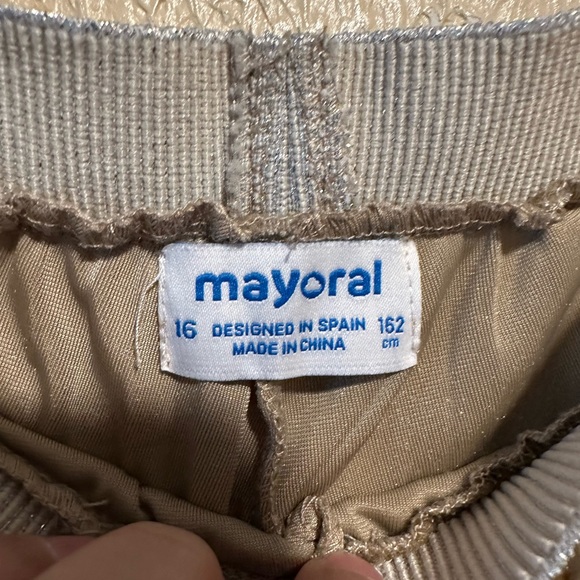 mayoral
16 DESIGNED IN SPAIN 162
MADE IN CHINA cm